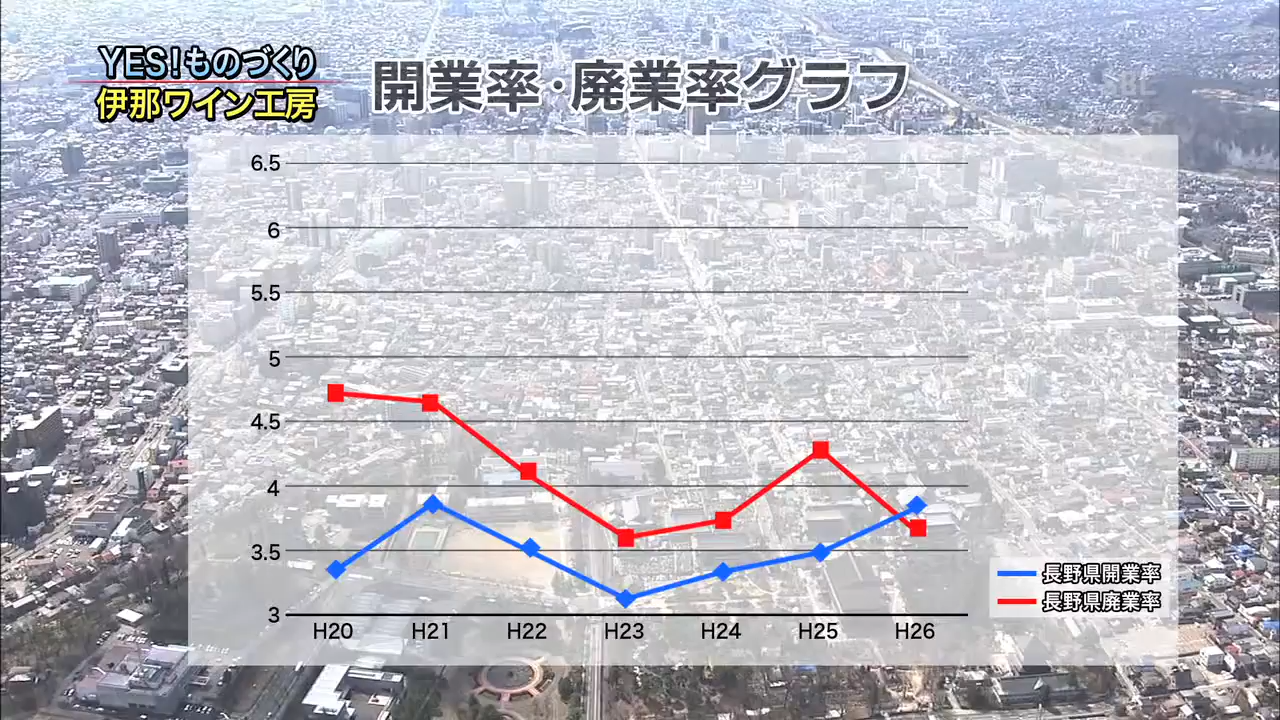 YES!ものづくり
伊那ワイン工房
開業率・廃業率グラフ
SBC
6.5
6
5.5
5
4.5
4
3.5
3
H20 H21 H22 H23 H24 H25 H26
長野県開業率
長野県廃業率